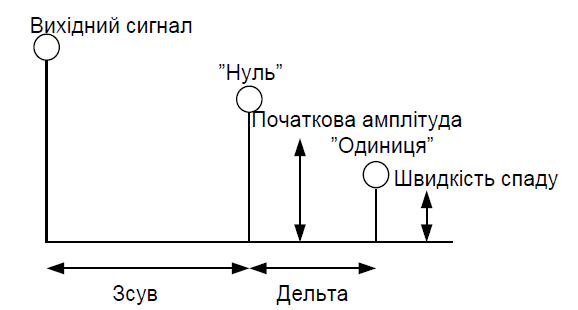 Вихідний сигнал
”Нуль”
Початкова амплітуда
”Одиниця”
Швидкість спаду
Зсув
Дельта